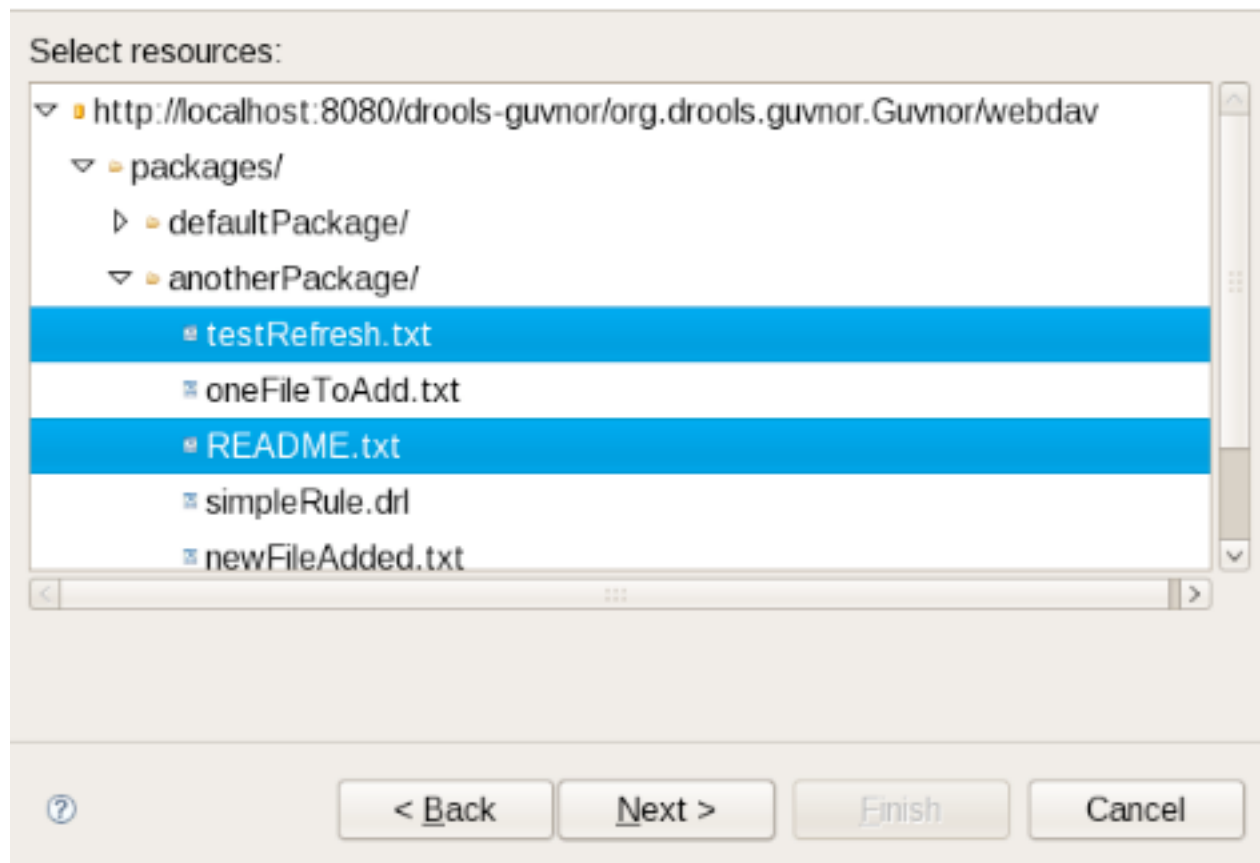 Select resources:
http://localhost:8080/drools-guvnor/org.drools.guvnor.Guvnor/webdav
packages/
defaultPackage/
anotherPackage/
testRefresh.txt
oneFileToAdd.txt
README.txt
simpleRule.drl
newFileAdded.txt
? < Back Next > Finish Cancel